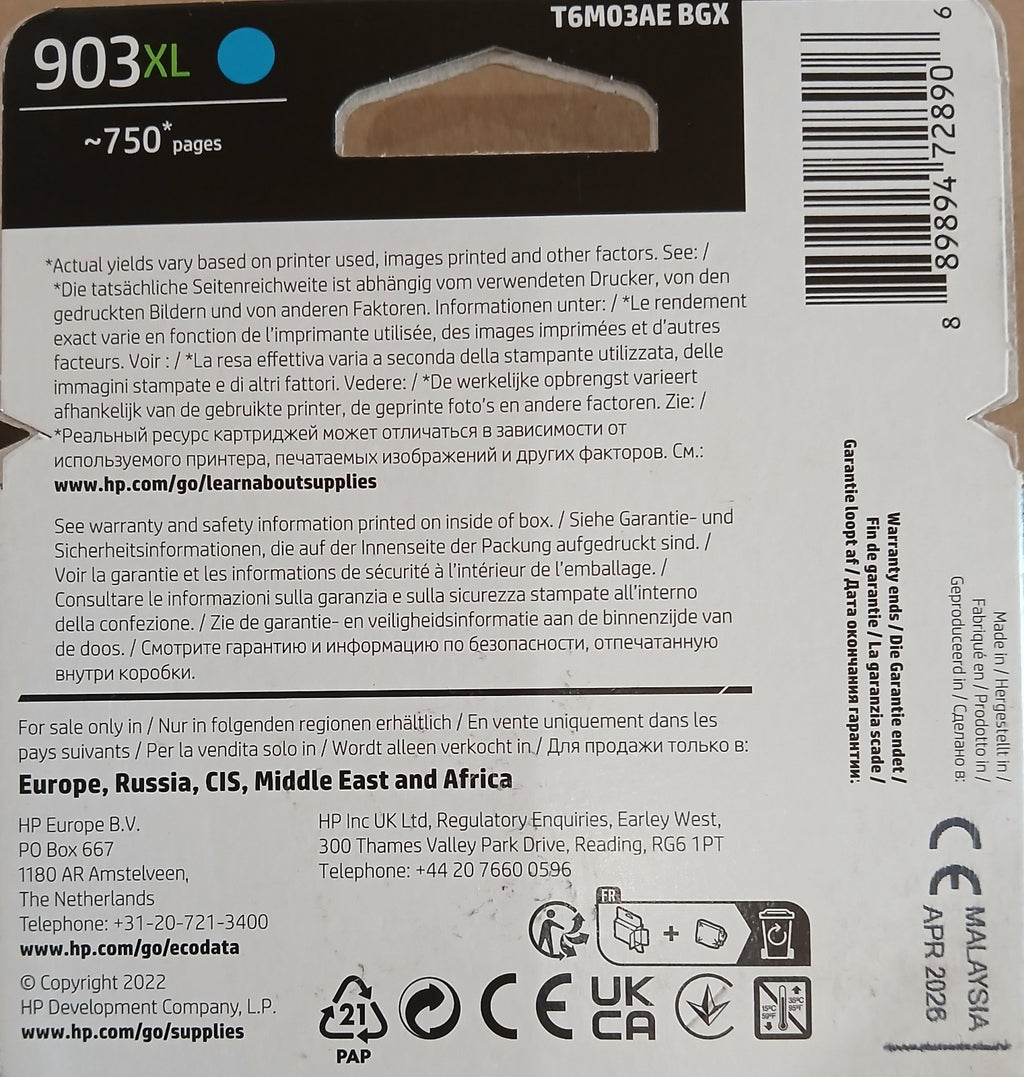 T6M03AE BGX
903XL
~750* pages
*Actual yields vary based on printer used, images printed and other factors. See: /
*Die tatsächliche Seitenreichweite ist abhängig vom verwendeten Drucker, von den
gedruckten Bildern und von anderen Faktoren. Informationen unter: / *Le rendement
exact varie en fonction de l'imprimante utilisée, des images imprimées et d'autres
facteurs. Voir : / *La resa effettiva varia a seconda della stampante utilizzata, delle
immagini stampate e di altri fattori. Vedere: / *De werkelijke opbrengst varieert
afhankelijk van de gebruikte printer, de geprinte foto's en andere factoren. Zie: /
*Реальный ресурс картриджей может отличаться в зависимости от
используемого принтера, печатаемых изображений и других факторов. См.:
www.hp.com/go/learnaboutsupplies
See warranty and safety information printed on inside of box. / Siehe Garantie- und
Sicherheitsinformationen, die auf der Innenseite der Packung aufgedruckt sind. /
Voir la garantie et les informations de sécurité à l'intérieur de l'emballage. /
Consultare le informazioni sulla garanzia e sulla sicurezza stampate all'interno
della confezione. / Zie de garantie- en veiligheidsinformatie aan de binnenzijde van
de doos. / Смотрите гарантию и информацию по безопасности, отпечатанную
внутри коробки.
For sale only in / Nur in folgenden regionen erhältlich / En vente uniquement dans les
pays suivants / Per la vendita solo in / Wordt alleen verkocht in / Для продажи только в:
Europe, Russia, CIS, Middle East and Africa
HP Europe B.V.
PO Box 667
1180 AR Amstelveen,
The Netherlands
Telephone: +31-20-721-3400
www.hp.com/go/ecodata
© Copyright 2022
HP Development Company, L.P.
www.hp.com/go/supplies
HP Inc UK Ltd, Regulatory Enquiries, Earley West,
300 Thames Valley Park Drive, Reading, RG6 1PT
Telephone: +44 20 7660 0596
FR
21
PAP
CE
UK
CA
15°C
59°F
35°C
95°F
8 89894 72890 6
Warranty ends / Die Garantie endet /
Fin de garantie / La garanzia scade /
Garantie loopt af / Дата окончания гарантии:
Made in / Hergestellt in /
Fabriqué en / Prodotto in /
Geproduceerd in / Сделано в:
CE
MALAYSIA
APR 2026